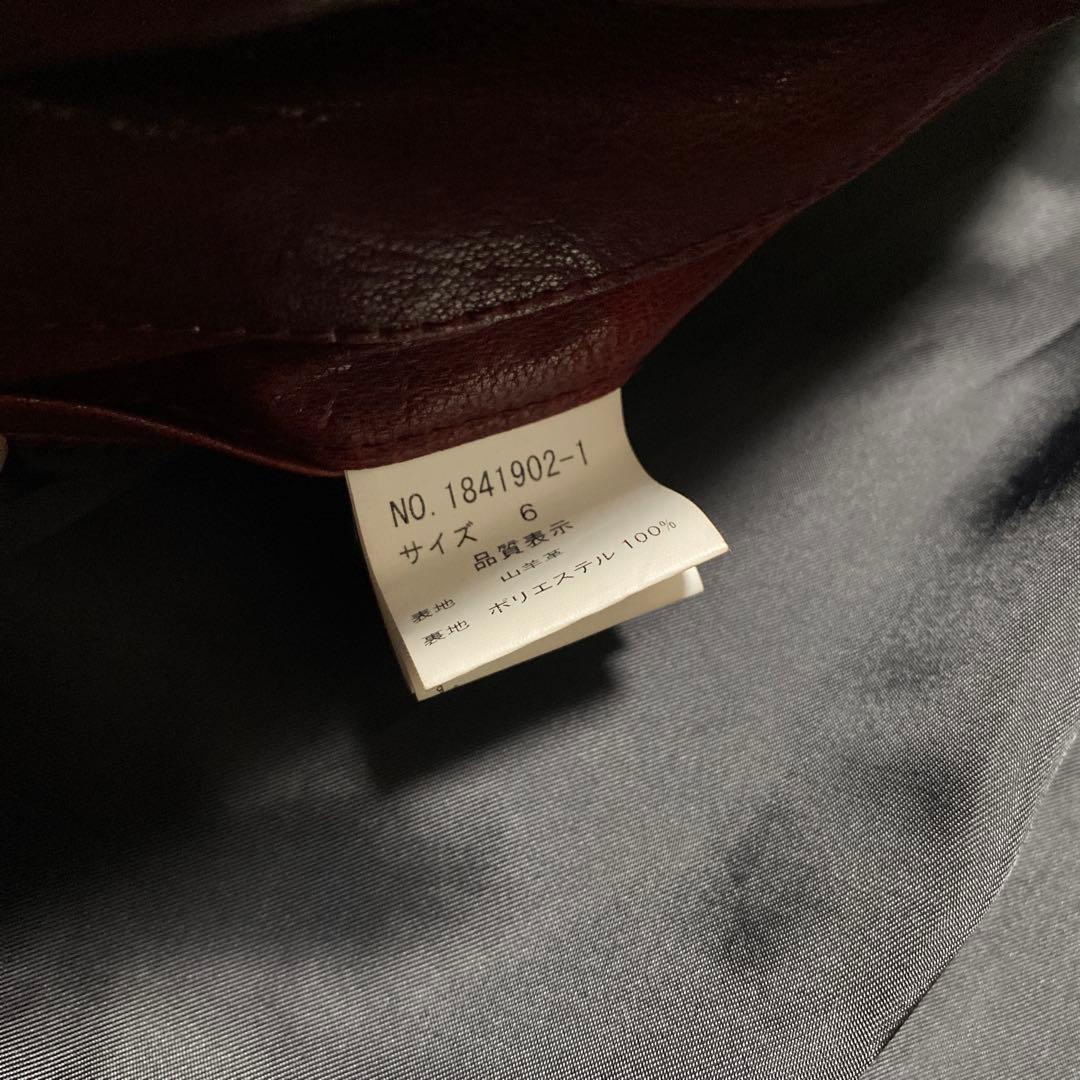 NO.1841902-1
サイズ 6
品質表示
表地 山羊革
裏地 ポリエステル 100%